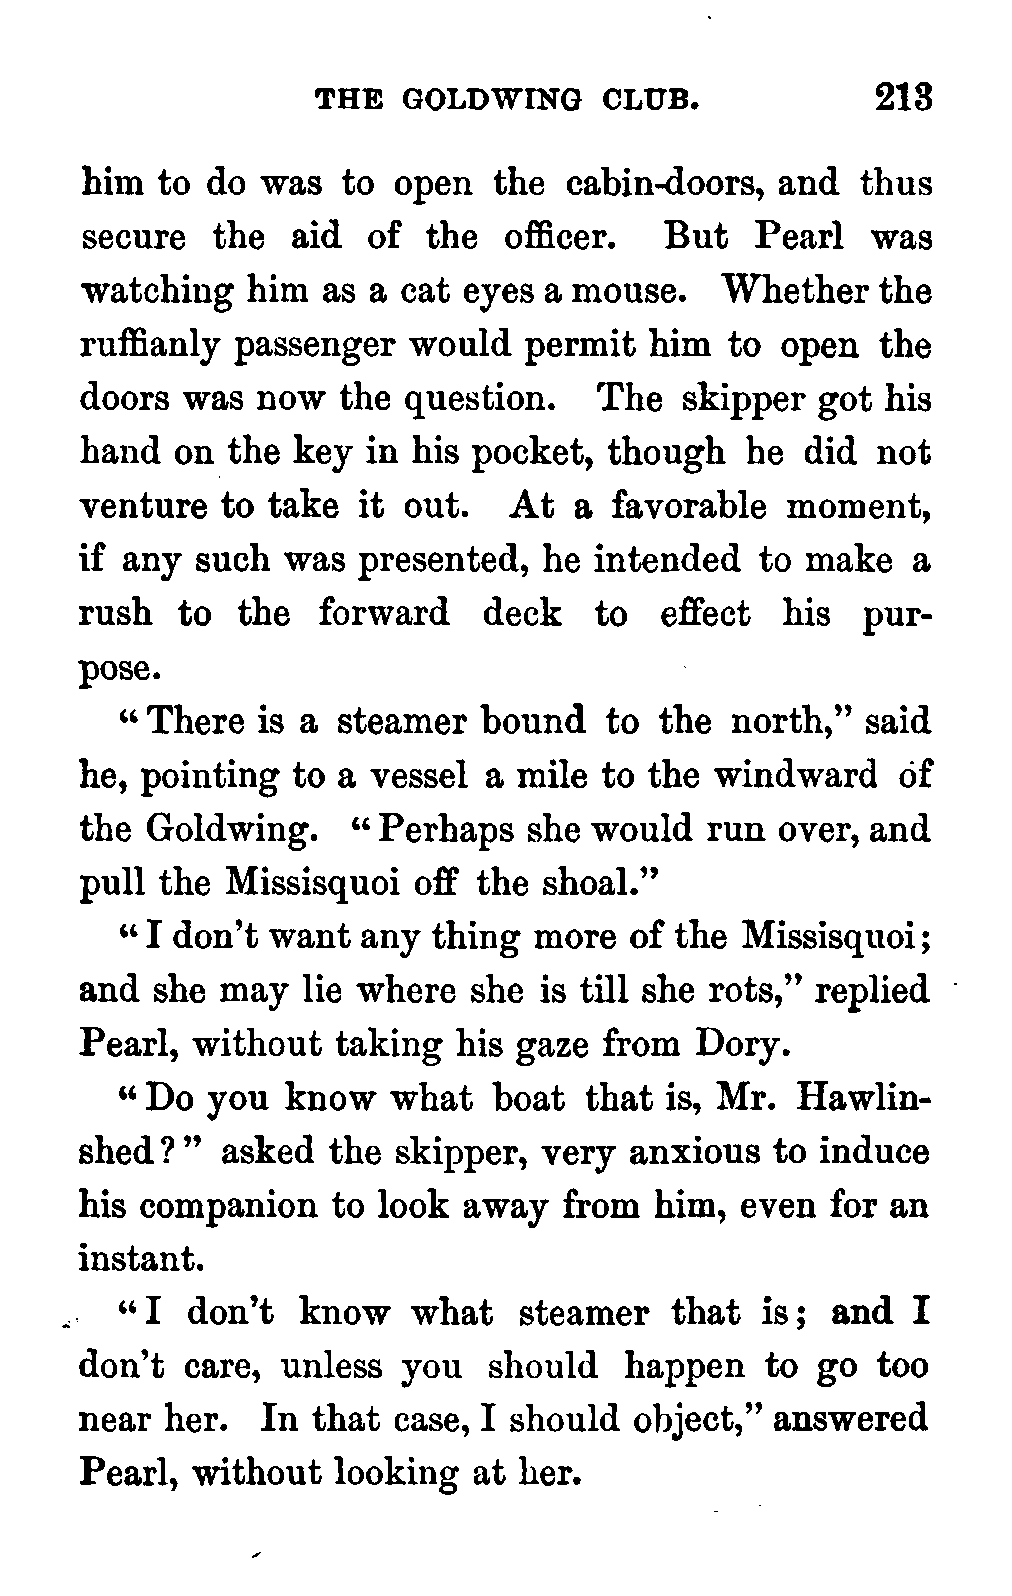 THE GOLDWING CLUB. 213
him to do was to open the cabin-doors, and thus
secure the aid of the officer. But Pearl was
watching him as a cat eyes a mouse. Whether the
ruffianly passenger would permit him to open the
doors was now the question. The skipper got his
hand on the key in his pocket, though he did not
venture to take it out. At a favorable moment,
if any such was presented, he intended to make a
rush to the forward deck to effect his pur-
pose.
“There is a steamer bound to the north,” said
he, pointing to a vessel a mile to the windward of
the Goldwing. “Perhaps she would run over, and
pull the Missisquoi off the shoal.”
“I don’t want any thing more of the Missisquoi;
and she may lie where she is till she rots,” replied
Pearl, without taking his gaze from Dory.
“Do you know what boat that is, Mr. Hawlin-
shed?” asked the skipper, very anxious to induce
his companion to look away from him, even for an
instant.
“I don’t know what steamer that is; and I
don’t care, unless you should happen to go too
near her. In that case, I should object,” answered
Pearl, without looking at her.